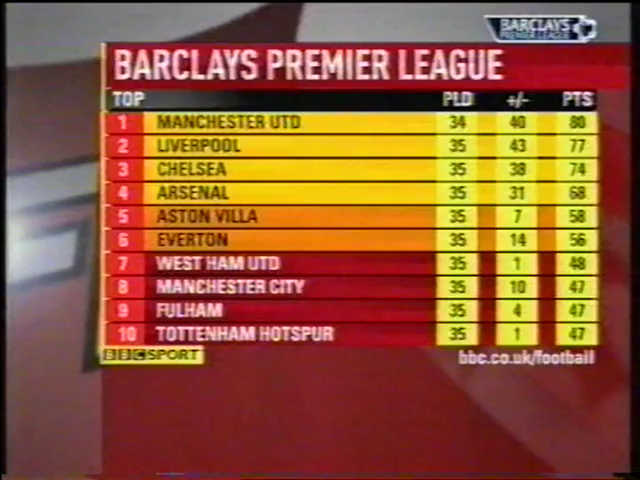 BARCLAYS
PREMIER LEAGUE
BARCLAYS PREMIER LEAGUE
TOP PLD +/- PTS
1 MANCHESTER UTD 34 40 80
2 LIVERPOOL 35 43 77
3 CHELSEA 35 38 74
4 ARSENAL 35 31 68
5 ASTON VILLA 35 7 58
6 EVERTON 35 14 56
7 WEST HAM UTD 35 1 48
8 MANCHESTER CITY 35 10 47
9 FULHAM 35 4 47
10 TOTTENHAM HOTSPUR 35 1 47
BBC SPORT bbc.co.uk/football